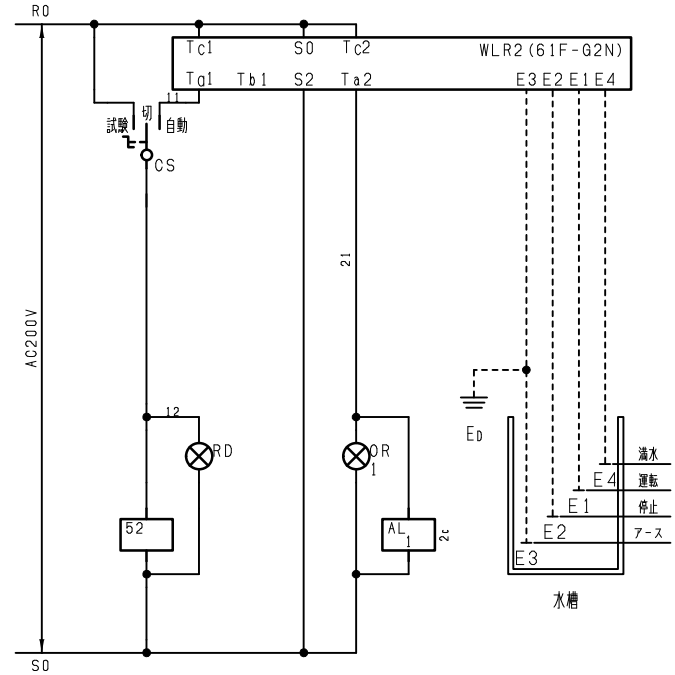 R0
Tc1 S0 Tc2 WLR2(61F-G2N)
Ta1 Tb1 S2 Ta2 E3 E2 E1 E4
11
切
試験 自動
CS
21
AC200V
12
RD
OR
1
ED
満水
E4 運転
E1 停止
E2 アース
E3
52
AL
1
2c
水槽
S0